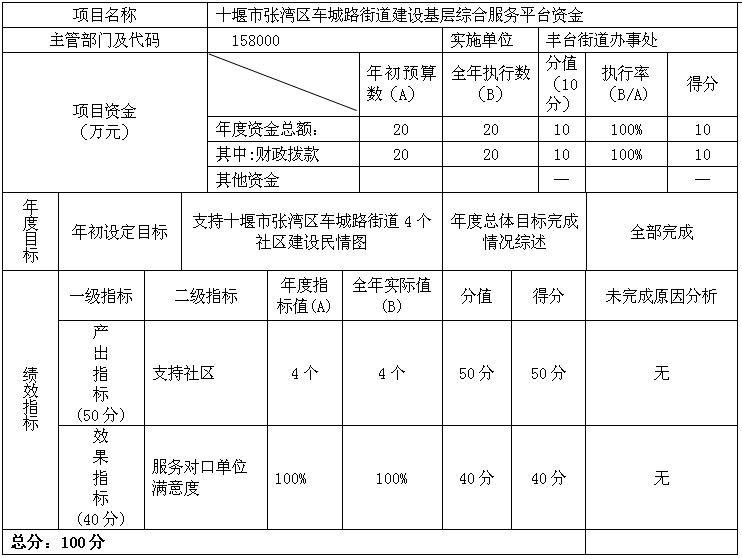 项目名称 十堰市张湾区车城路街道建设基层综合服务平台资金
主管部门及代码 158000 实施单位 丰台街道办事处
项目资金
（万元）
年初预算
数（A）
全年执行数
（B）
分值
（10
分）
执行率
（B/A）
得分
年度资金总额： 20 20 10 100% 10
其中:财政拨款 20 20 10 100% 10
其他资金 — —
年度目标
年初设定目标
支持十堰市张湾区车城路街道4个
社区建设民情图
年度总体目标完成
情况综述
全部完成
绩效指标
一级指标 二级指标
年度指
标值(A)
全年实际值
(B)
分值 得分 未完成原因分析
产
出
指
标
(50分)
支持社区 4个 4个 50分 50分 无
效
果
指
标
(40分)
服务对口单位
满意度
100% 100% 40分 40分 无
总分：100分